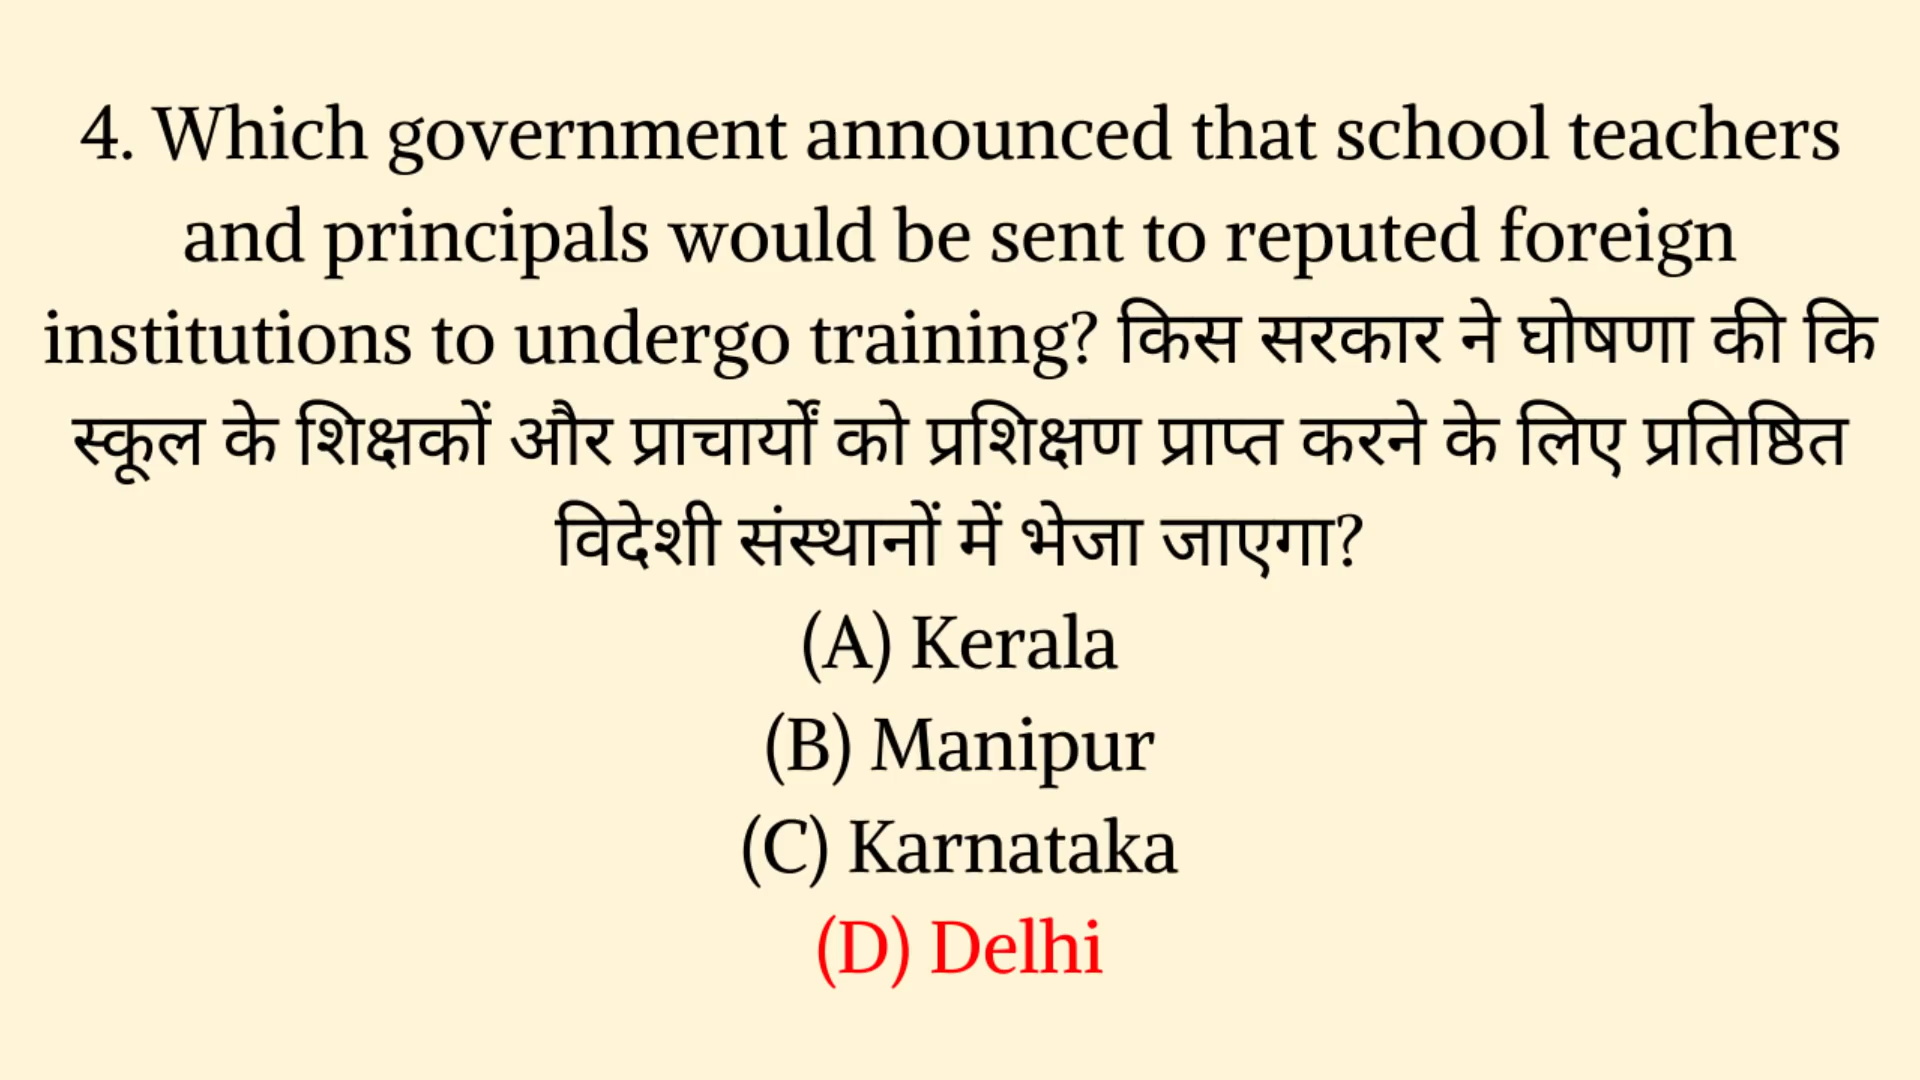 4. Which government announced that school teachers
and principals would be sent to reputed foreign
institutions to undergo training? किस सरकार ने घोषणा की कि
स्कूल के शिक्षकों और प्राचार्यों को प्रशिक्षण प्राप्त करने के लिए प्रतिष्ठित
विदेशी संस्थानों में भेजा जाएगा?
(A) Kerala
(B) Manipur
(C) Karnataka
(D) Delhi